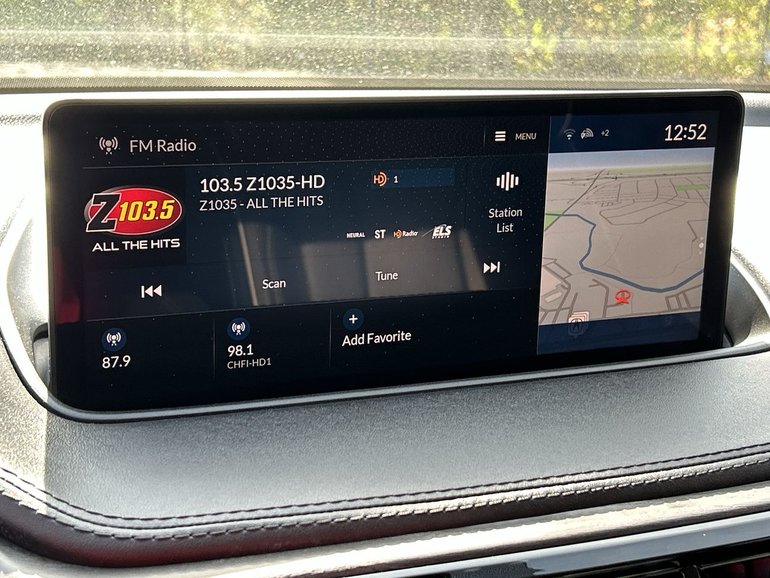 FM Radio
MENU
+2
12:52
Z103.5
ALL THE HITS
103.5 Z1035-HD
Z1035 - ALL THE HITS
HD 1
NEURAL ST HD Radio ELS STUDIO
Station
List
Scan
Tune
87.9
98.1
CHFI-HD1
+
Add Favorite